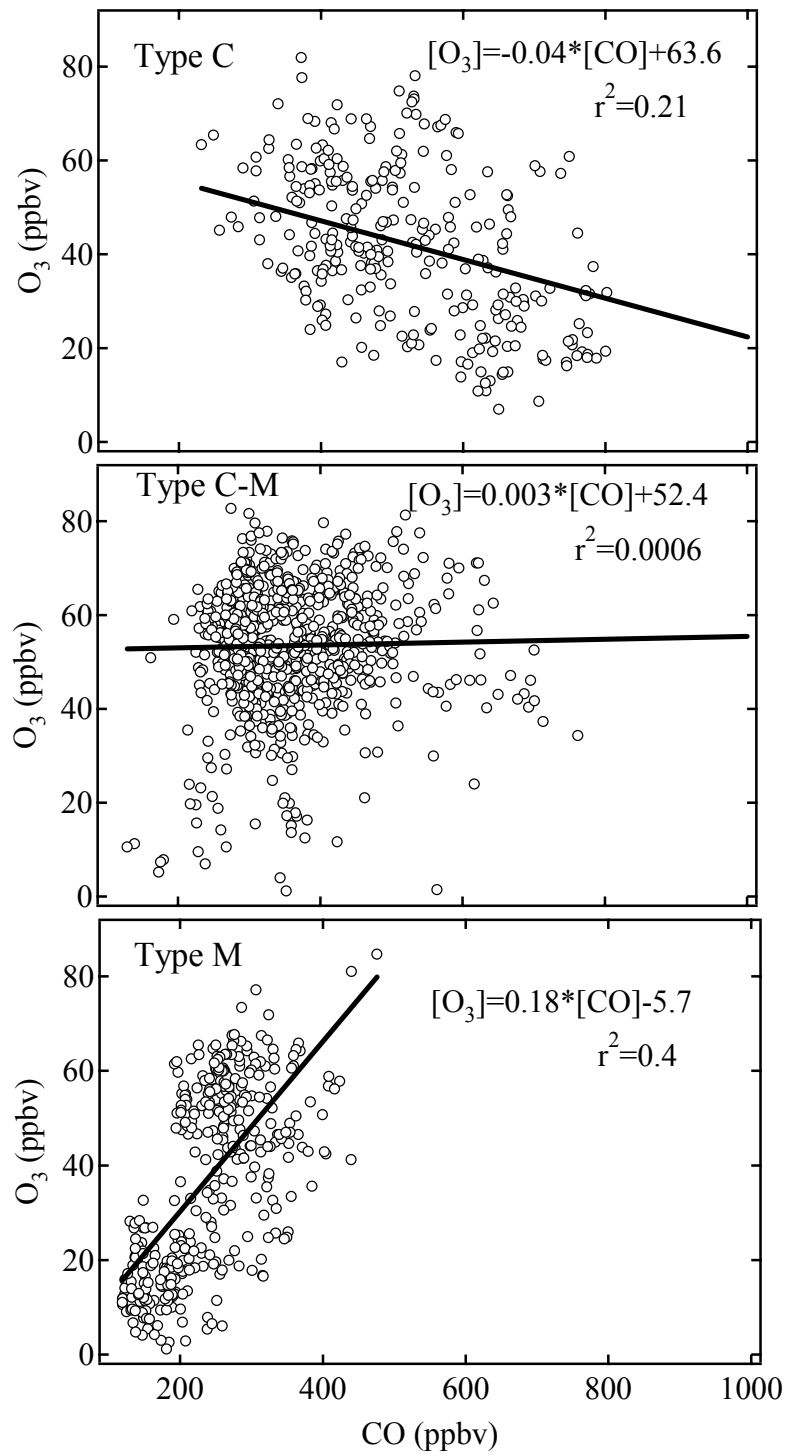 Type C
[O₃]=-0.04*[CO]+63.6
r²=0.21
80
60
40
20
0
O₃ (ppbv)
Type C-M
[O₃]=0.003*[CO]+52.4
r²=0.0006
80
60
40
20
0
O₃ (ppbv)
Type M
[O₃]=0.18*[CO]-5.7
r²=0.4
80
60
40
20
0
O₃ (ppbv)
200 400 600 800 1000
CO (ppbv)